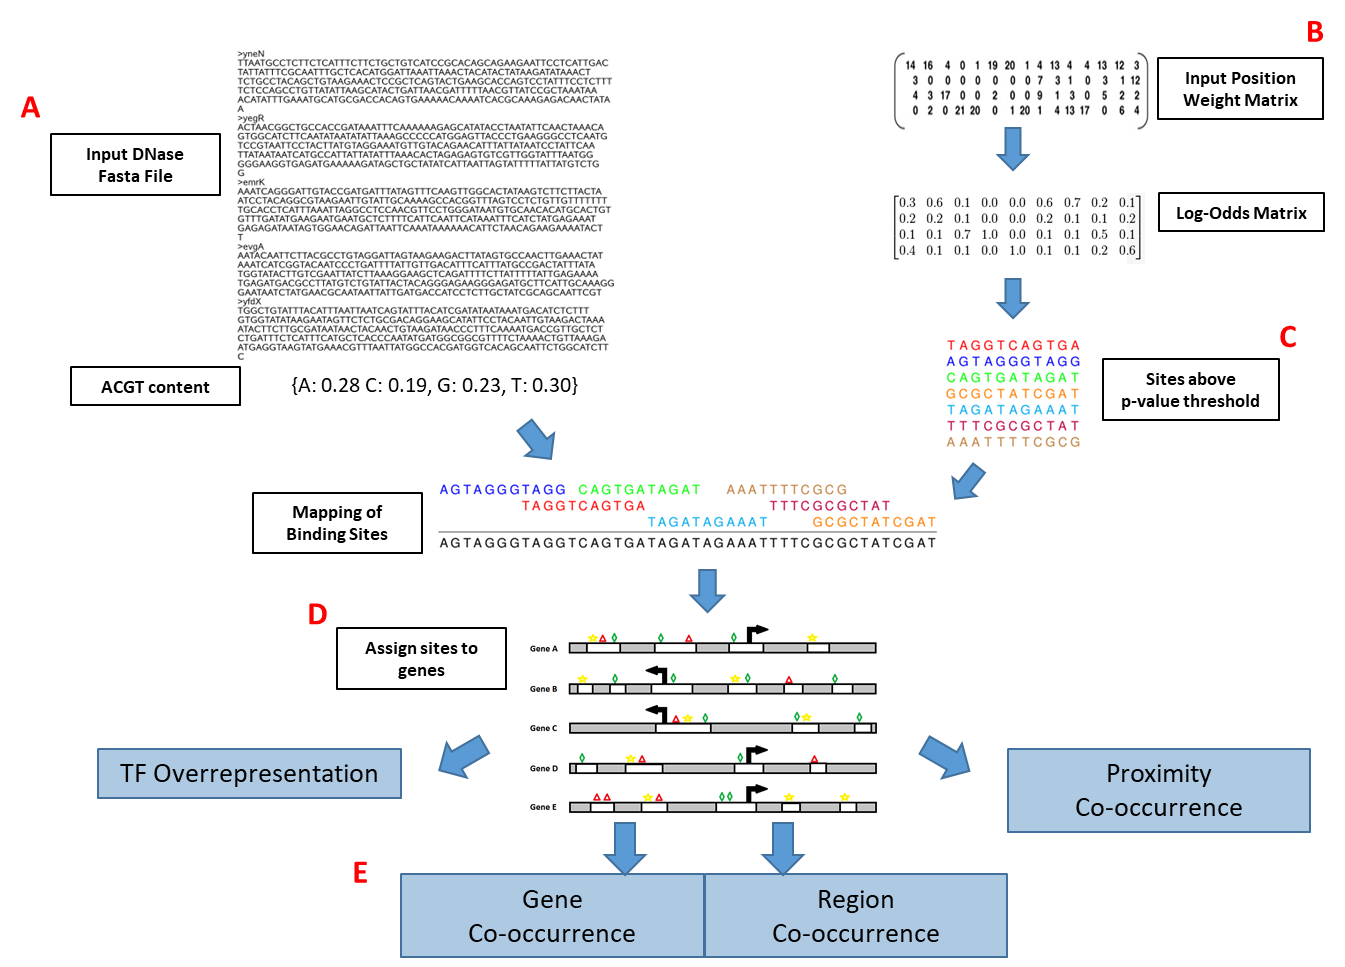 A
Input DNase
Fasta File
>yneN
TTAATGCCTCTTCTCATTTCTTCTGCTGTCATCCGCACAGCAGAAGAATTCCTCATTGAC
TATTATTTCGCAATTTGCTCACATGGATTAAATTAAACTACATACTATAAGATATAAACT
TCTGCCTACAGCTGTAAGAAACTCCGCTCAGTACTGAAGCACCAGTCCTATTTCCTCTTT
TCTCCAGCCTGTTATATTAAGCATACTGATTAACGATTTTTAACGTTATCCGCTAAATAA
ACATATTTGAAATGCATGCGACCACAGTGAAAAACAAAATCACGCAAAGAGACAACTATA
A
>yegR
ACTAACGGCTGCCACCGATAAATTTCAAAAAAGAGCATATACCTAATATTCAACTAAACA
GTGGCATCTTCAATATAATATATTAAAGCCCCCATGGAGTTACCCTGAAGGGCCTCAATG
TCCGTAATTCCTACTTATGTAGGAAATGTTGTACAGAACATTTATTATAATCCTATTCAA
TTATAATAATCATGCCATTATTATATTTAAACACTAGAGAGTGTCGTTGGTATTTAATGG
GGGAAGGTGAGATGAAAAAGATAGCTGCTATATCATTAATTAGTATTTTTATTATGTCTG
G
>emrK
AAATCAGGGATTGTACCGATGATTTATAGTTTCAAGTTGGCACTATAAGTCTTCTTACTA
ATCCTACAGGCGTAAGAATTGTATTGCAAAAGCCACGGTTTAGTCCTCTGTTGTTTTTTT
TGCACCTCATTTAAATTAGGCCTCCAACGTTCCTGGGATAATGTGCAACACATGCACTGT
GTTTGATATGAAGAATGAATGCTCTTTTCATTCAATTCATAAATTTCATCTATGAGAAAT
GAGAGATAATAGTGGAACAGATTAATTCAAATAAAAAACATTCTAACAGAAGAAAATACT
T
>evgA
AATACAATTCTTACGCCTGTAGGATTAGTAAGAAGACTTATAGTGCCAACTTGAAACTAT
AAATCATCGGTACAATCCCTGATTTTATTGTTGACATTTCATTTATGCCGACTATTTATA
TGGTATACTTGTCGAATTATCTTAAAGGAAGCTCAGATTTTCTTATTTTTATTGAGAAAA
TGAGATGACGCCTTATGTCTGTATTACTACAGGGAGAAGGGAGATGCTTCATTGCAAAGG
GAATAATCTATGAACGCAATAATTATTGATGACCATCCTCTTGCTATCGCAGCAATTCGT
>yfdX
TGGCTGTATTTACATTTAATTAATCAGTATTTACATCGATATAATAAATGACATCTCTTT
GTGGTATATAAGAATAGTTCTCTGCGACAGGAAGCATATTCCTACAATTGTAAGACTAAA
ATACTTCTTGCGATAATAACTACAACTGTAAGATAACCCTTTCAAAATGACCGTTGCTCT
CTGATTTCTCATTTCATGCTCACCCAATATGATGGCGGCGTTTTCTAAAACTGTTAAAGA
ATGAGGTAAGTATGAAACGTTTAATTATGGCCACGATGGTCACAGCAATTCTGGCATCTT
C
ACGT content
{A: 0.28 C: 0.19, G: 0.23, T: 0.30}
B
14 16 4 0 1 19 20 1 4 13 4 4 13 12 3
3 0 0 0 0 0 0 0 7 3 1 0 3 1 12
4 3 17 0 0 2 0 0 9 1 3 0 5 2 2
0 2 0 21 20 0 1 20 1 4 13 17 0 6 4
Input Position
Weight Matrix
0.3 0.6 0.1 0.0 0.0 0.6 0.7 0.2 0.1
0.2 0.2 0.1 0.0 0.0 0.2 0.1 0.1 0.2
0.1 0.1 0.7 1.0 0.0 0.1 0.1 0.5 0.1
0.4 0.1 0.1 0.0 1.0 0.1 0.1 0.2 0.6
Log-Odds Matrix
C
TAGGTCAGTGA
AGTAGGGTAGG
CAGTGATAGAT
GCGCTATCGAT
TAGATAGAAAT
TTTCGCGCTAT
AAATTTTCGCG
Sites above
p-value threshold
Mapping of
Binding Sites
AGTAGGGTAGG CAGTGATAGAT AAATTTTCGCG
TAGGTCAGTGA TTTCGCGCTAT
TAGATAGAAAT GCGCTATCGAT
AGTAGGGTAGGTCAGTGATAGATAGAAATTTTCGCGCTATCGAT
D
Assign sites to
genes
Gene A
Gene B
Gene C
Gene D
Gene E
TF Overrepresentation
Proximity
Co-occurrence
E
Gene
Co-occurrence
Region
Co-occurrence